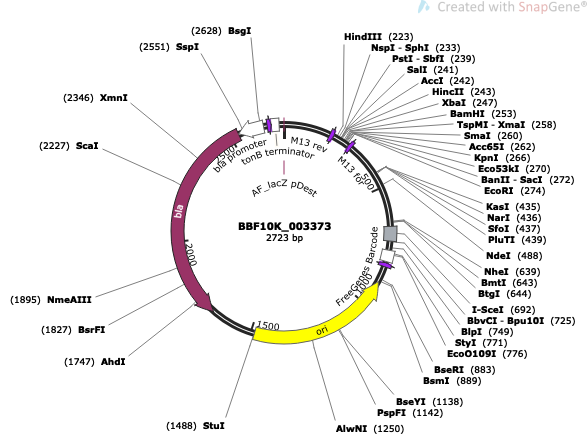 Created with SnapGene®
(2628) BsgI
(2551) SspI
(2346) XmnI
(2227) ScaI
(1895) NmeAIII
(1827) BsrFI
(1747) AhdI
(1488) StuI
HindIII (223)
NspI - SphI (233)
PstI - SbfI (239)
SalI (241)
AccI (242)
HincII (243)
XbaI (247)
BamHI (253)
TspMI - XmaI (258)
SmaI (260)
Acc65I (262)
KpnI (266)
Eco53kI (270)
BanII - SacI (272)
EcoRI (274)
KasI (435)
NarI (436)
SfoI (437)
PluTI (439)
NdeI (488)
NheI (639)
BmtI (643)
BtgI (644)
I-SceI (692)
BbvCI - Bpu10I (725)
BlpI (749)
StyI (771)
EcoO109I (776)
BseRI (883)
BsmI (889)
BseYI (1138)
PspFI (1142)
AlwNI (1250)
bla promoter
tonB terminator
M13 rev
M13 for
AF_lacZ pDest
BBF10K_003373
2723 bp
FreeGenes Barcode
bla
ori
500
1000
1500
2000
2500